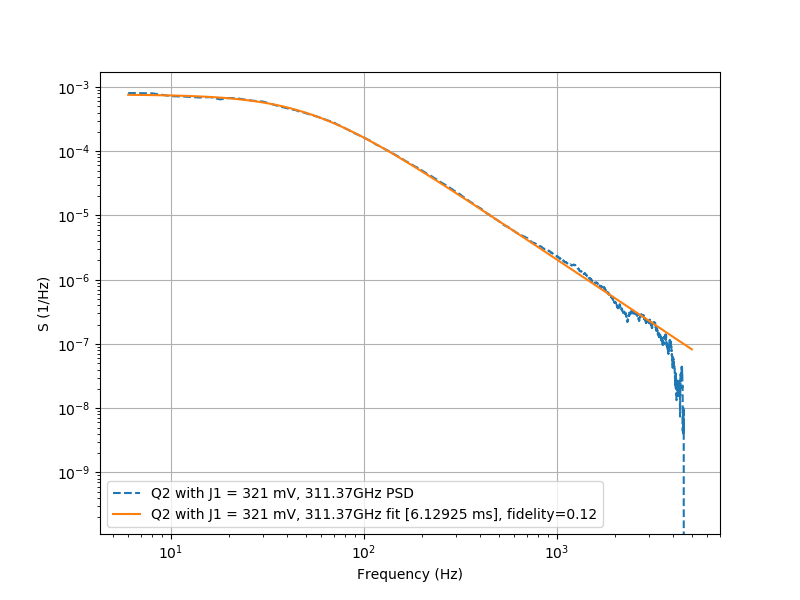 10⁻³
10⁻⁴
10⁻⁵
10⁻⁶
10⁻⁷
10⁻⁸
10⁻⁹
S (1/Hz)
Q2 with J1 = 321 mV, 311.37GHz PSD
Q2 with J1 = 321 mV, 311.37GHz fit [6.12925 ms], fidelity=0.12
10¹ 10² 10³
Frequency (Hz)